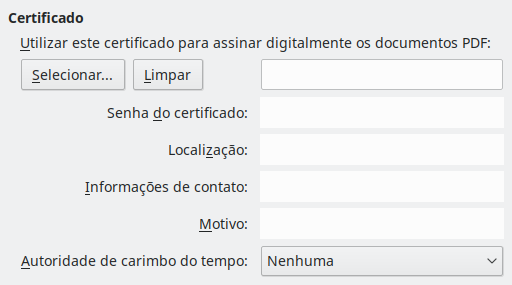 Certificado
Utilizar este certificado para assinar digitalmente os documentos PDF:
Selecionar... Limpar
Senha do certificado:
Localização:
Informações de contato:
Motivo:
Autoridade de carimbo do tempo: Nenhuma